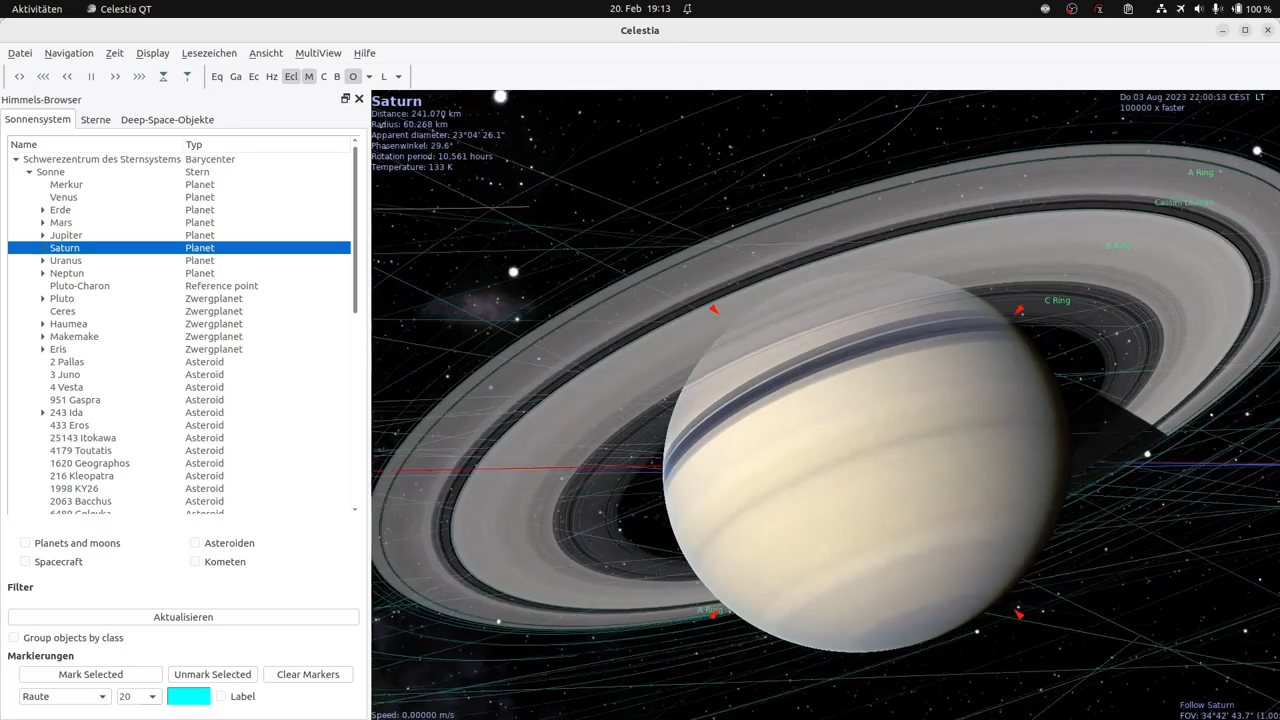 Aktivitäten Celestia QT 20. Feb 19:13 100 %
Celestia
Datei Navigation Zeit Display Lesezeichen Ansicht MultiView Hilfe
Eq Ga Ec Hz Ecl M C B O L
Himmels-Browser
Sonnensystem Sterne Deep-Space-Objekte
Name Typ
Schwerezentrum des Sternsystems Barycenter
Sonne Stern
Merkur Planet
Venus Planet
Erde Planet
Mars Planet
Jupiter Planet
Saturn Planet
Uranus Planet
Neptun Planet
Pluto-Charon Reference point
Pluto Zwergplanet
Ceres Zwergplanet
Haumea Zwergplanet
Makemake Zwergplanet
Eris Zwergplanet
2 Pallas Asteroid
3 Juno Asteroid
4 Vesta Asteroid
951 Gaspra Asteroid
243 Ida Asteroid
433 Eros Asteroid
25143 Itokawa Asteroid
4179 Toutatis Asteroid
1620 Geographos Asteroid
216 Kleopatra Asteroid
1998 KY26 Asteroid
2063 Bacchus Asteroid
Planets and moons Asteroiden
Spacecraft Kometen
Filter
Aktualisieren
Group objects by class
Markierungen
Mark Selected Unmark Selected Clear Markers
Raute 20 Label
Saturn
Distance: 241.070 km
Radius: 60.268 km
Apparent diameter: 23°04' 26.1"
Phasenwinkel: 29.6°
Rotation period: 10,561 hours
Temperature: 133 K
Do 03 Aug 2023 22:00:13 CEST LT
100000 x faster
A Ring
Cassini Division
B Ring
C Ring
A Ring
Speed: 0,00000 m/s
Follow Saturn
FOV: 34°42' 43.7" (1.00